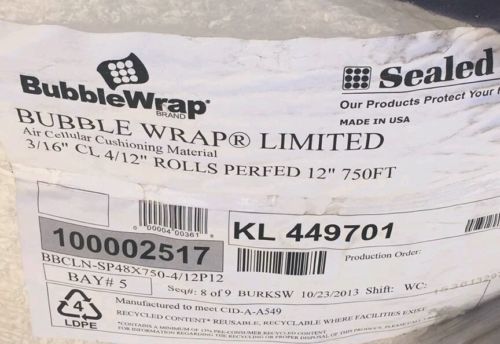 BubbleWrap®
BRAND
Sealed
Our Products Protect Your
MADE IN USA
BUBBLE WRAP® LIMITED
Air Cellular Cushioning Material
3/16" CL 4/12" ROLLS PERFED 12" 750FT
0 00004 00361
100002517
KL 449701
BBCLN-SP48X750-4/12P12
Production Order:
BAY# 5
Seq#: 8 of 9 BURKSW 10/23/2013 Shift: WC:
4
LDPE
Manufactured to meet CID-A-A549
"RECYCLED CONTENT" REUSABLE, RECYCLABLE WHERE FACILITIES EXIST